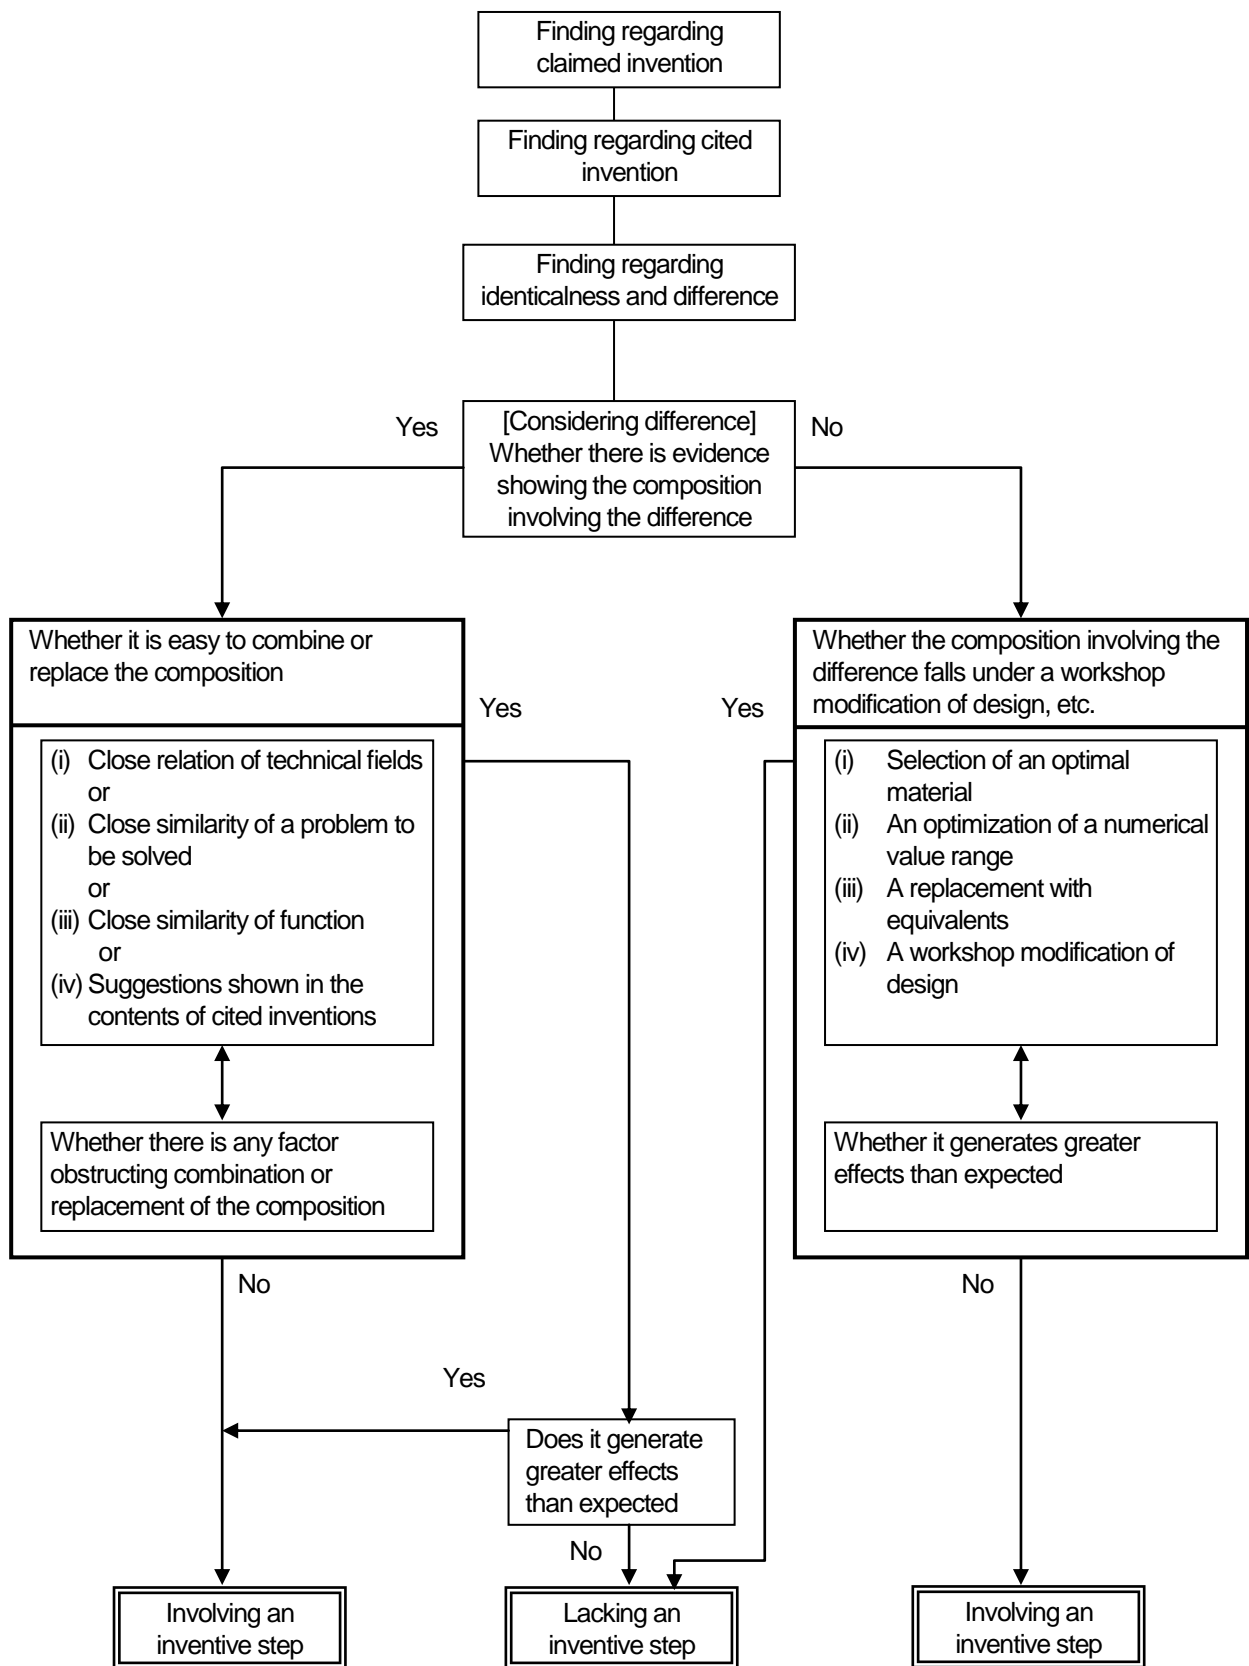 Finding regarding
claimed invention
Finding regarding cited
invention
Finding regarding
identicalness and difference
Yes
[Considering difference]
Whether there is evidence
showing the composition
involving the difference
No
Whether it is easy to combine or
replace the composition
Yes
(i) Close relation of technical fields
or
(ii) Close similarity of a problem to
be solved
or
(iii) Close similarity of function
or
(iv) Suggestions shown in the
contents of cited inventions
Whether there is any factor
obstructing combination or
replacement of the composition
No
Whether the composition involving the
difference falls under a workshop
modification of design, etc.
Yes
(i) Selection of an optimal
material
(ii) An optimization of a numerical
value range
(iii) A replacement with
equivalents
(iv) A workshop modification of
design
Whether it generates greater
effects than expected
No
Yes
Does it generate
greater effects
than expected
No
Involving an
inventive step
Lacking an
inventive step
Involving an
inventive step